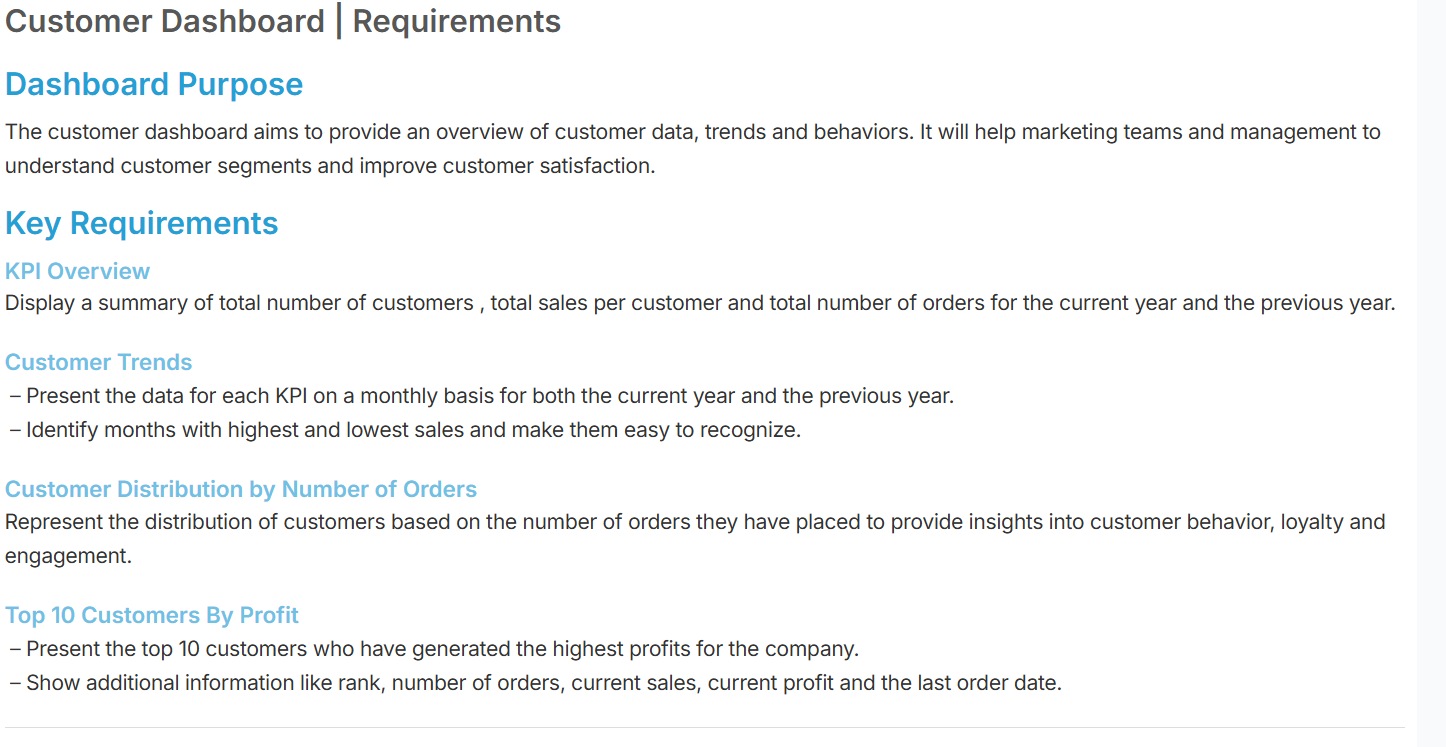 Customer Dashboard | Requirements
Dashboard Purpose
The customer dashboard aims to provide an overview of customer data, trends and behaviors. It will help marketing teams and management to
understand customer segments and improve customer satisfaction.
Key Requirements
KPI Overview
Display a summary of total number of customers , total sales per customer and total number of orders for the current year and the previous year.
Customer Trends
– Present the data for each KPI on a monthly basis for both the current year and the previous year.
– Identify months with highest and lowest sales and make them easy to recognize.
Customer Distribution by Number of Orders
Represent the distribution of customers based on the number of orders they have placed to provide insights into customer behavior, loyalty and
engagement.
Top 10 Customers By Profit
– Present the top 10 customers who have generated the highest profits for the company.
– Show additional information like rank, number of orders, current sales, current profit and the last order date.